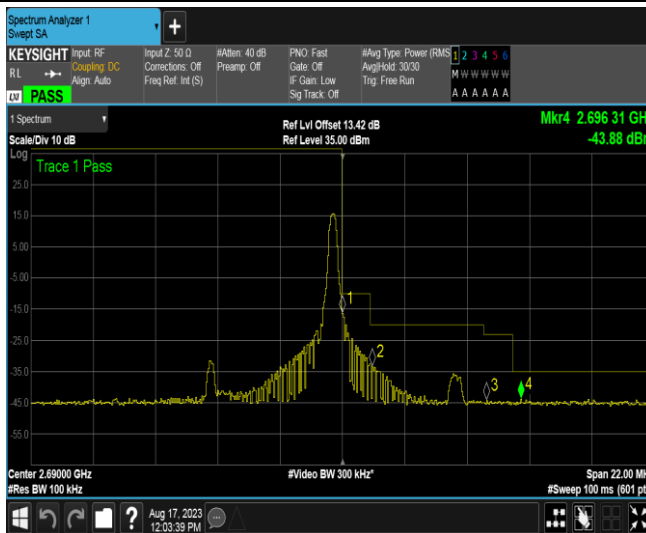 Spectrum Analyzer 1
Swept SA
+
KEYSIGHT
RL
LXI PASS
Input: RF
Coupling: DC
Align: Auto
Input Z: 50 Ω
Corrections: Off
Freq Ref: Int (S)
#Atten: 40 dB
Preamp: Off
PNO: Fast
Gate: Off
IF Gain: Low
Sig Track: Off
#Avg Type: Power (RMS
Avg|Hold: 30/30
Trig: Free Run
1 2 3 4 5 6
M W W W W W
A A A A A A
1 Spectrum
Scale/Div 10 dB
Ref Lvl Offset 13.42 dB
Ref Level 35.00 dBm
Mkr4 2.696 31 GH
-43.88 dBr
Log
Trace 1 Pass
25.0
15.0
5.00
-5.00
-15.0
-25.0
-35.0
-45.0
-55.0
1
2
3
4
Center 2.69000 GHz
#Res BW 100 kHz
#Video BW 300 kHz*
Span 22.00 MH
#Sweep 100 ms (601 pt
?
Aug 17, 2023
12:03:39 PM